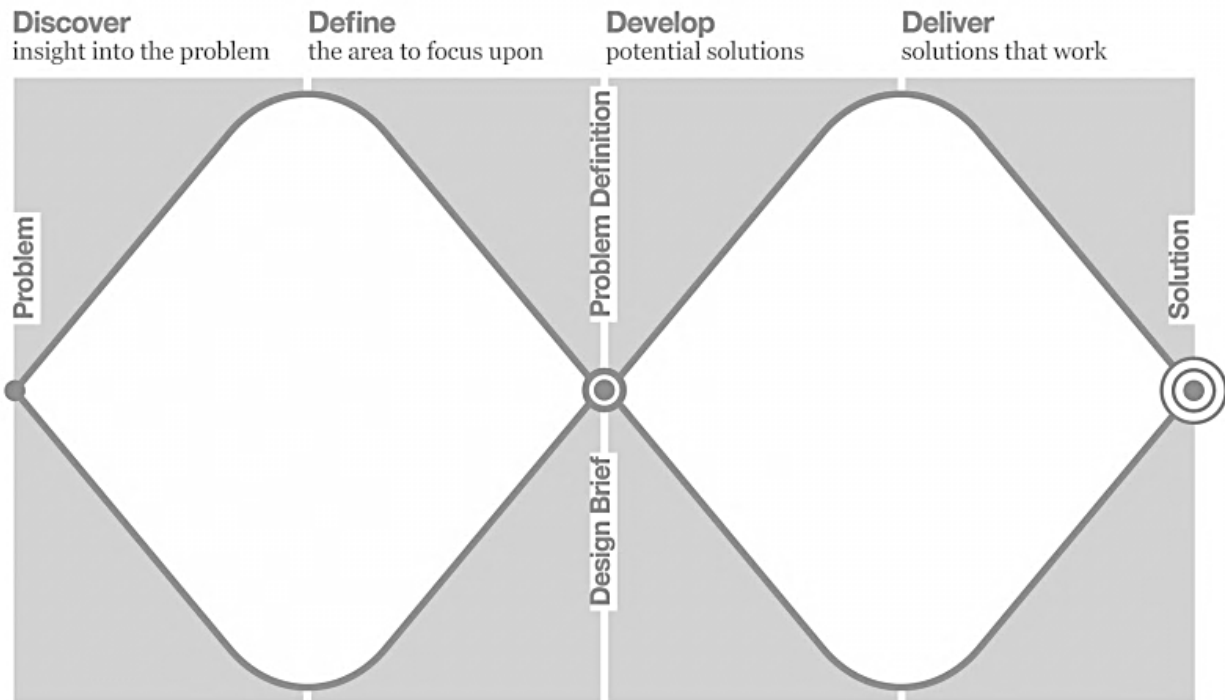 Discover
insight into the problem
Define
the area to focus upon
Develop
potential solutions
Deliver
solutions that work
Problem
Problem Definition
Design Brief
Solution